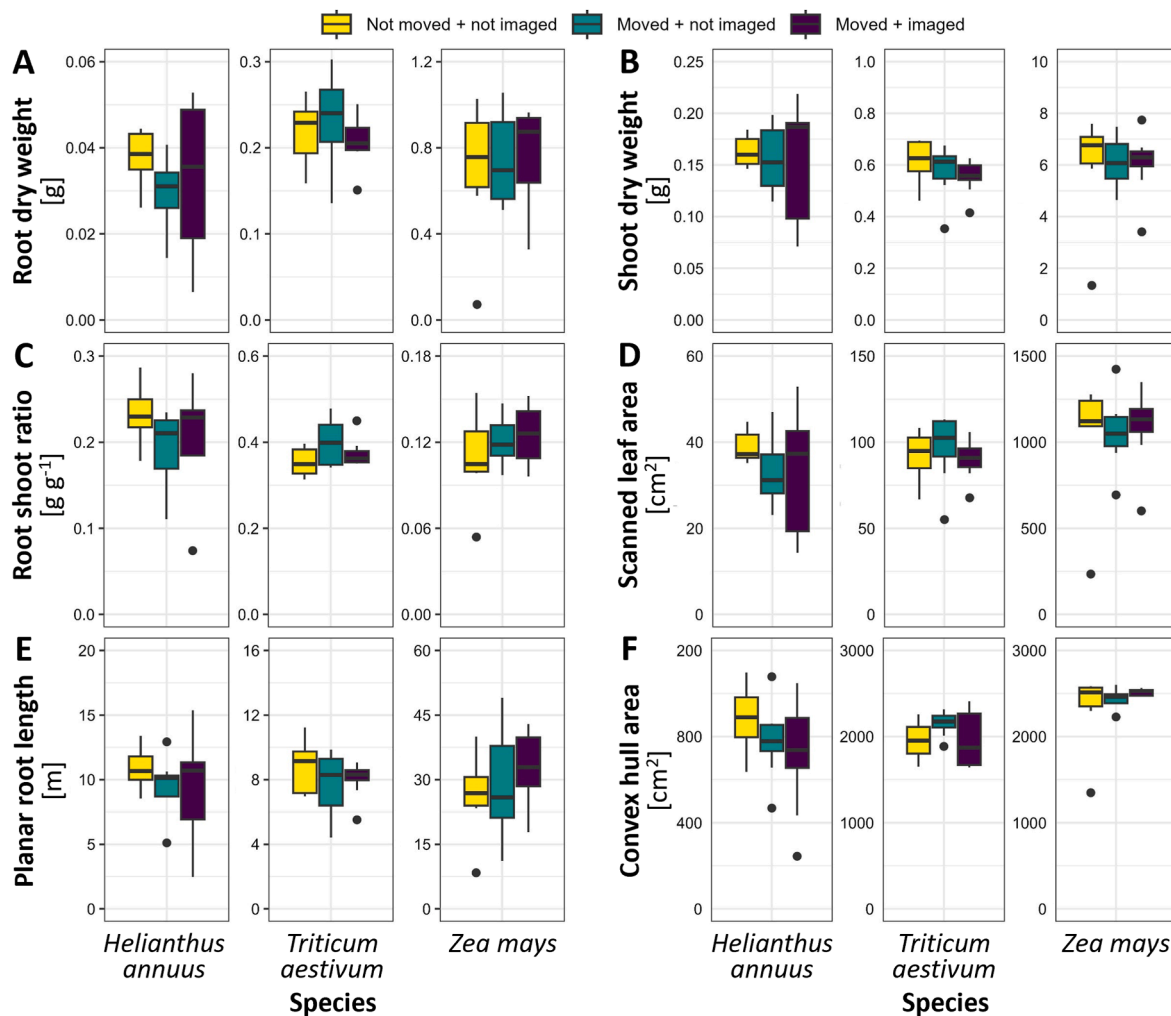 Not moved + not imaged Moved + not imaged Moved + imaged
A
Root dry weight
[g]
0.06
0.04
0.02
0.00
0.3
0.2
0.1
0.0
1.2
0.8
0.4
0.0
B
Shoot dry weight
[g]
0.25
0.20
0.15
0.10
0.05
0.00
1.0
0.8
0.6
0.4
0.2
0.0
10
8
6
4
2
0
C
Root shoot ratio
[g g⁻¹]
0.3
0.2
0.1
0.0
0.6
0.4
0.2
0.0
0.18
0.12
0.06
0.00
D
Scanned leaf area
[cm²]
60
40
20
0
150
100
50
0
1500
1000
500
0
E
Planar root length
[m]
20
15
10
5
0
16
12
8
4
0
60
45
30
15
0
F
Convex hull area
[cm²]
200
800
400
0
3000
2000
1000
0
3000
2000
1000
0
Helianthus
annuus
Triticum
aestivum
Zea mays
Species
Helianthus
annuus
Triticum
aestivum
Zea mays
Species